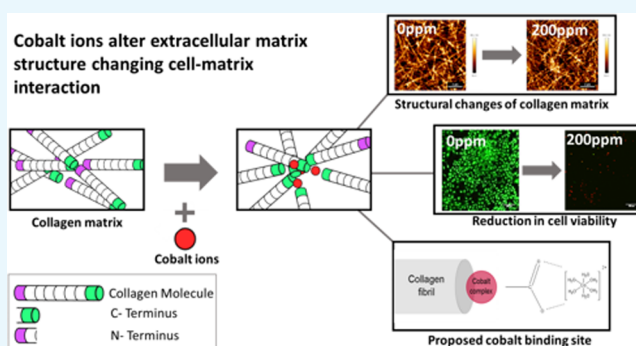 Cobalt ions alter extracellular matrix
structure changing cell-matrix
interaction
0ppm
200ppm
Structural changes of collagen matrix
0ppm
200ppm
Reduction in cell viability
Collagen matrix
+
Cobalt ions
Collagen Molecule
C- Terminus
N- Terminus
Collagen
fibril
Cobalt
complex
Proposed cobalt binding site